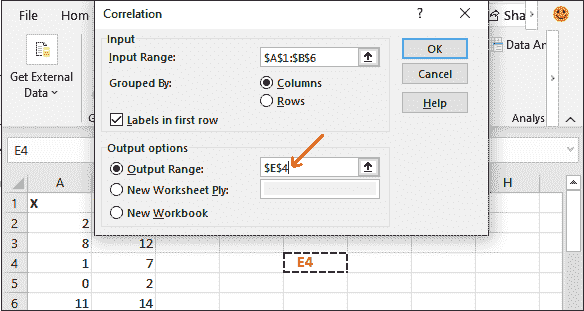 File Hom Correlation ? × Sha
Input
Input Range: $A$1:$B$6 OK
Get External Data Grouped By: Columns Cancel Data An
Rows
Labels in first row Help Analys
Output options
E4 Output Range: $E$4
New Worksheet Ply:
A H
1 X New Workbook
2 2
3 8 12
4 1 7 E4
5 0 2
6 11 14